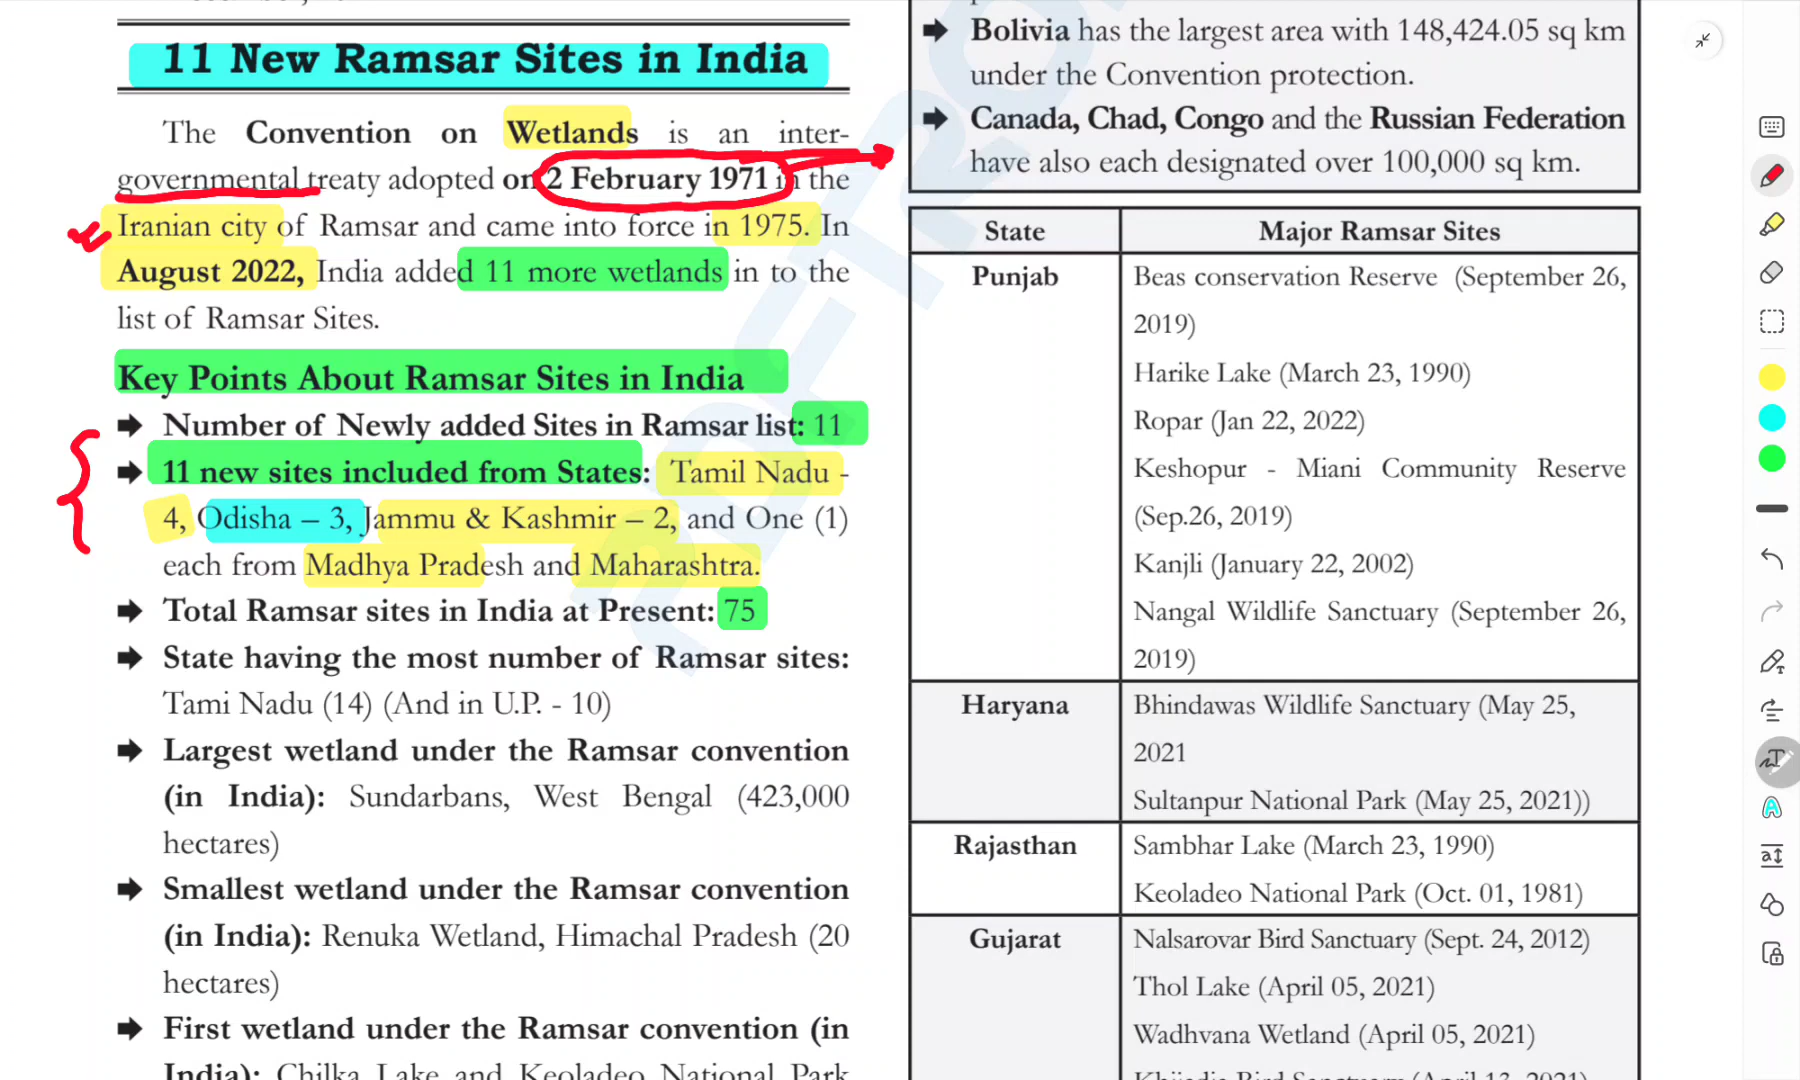 11 New Ramsar Sites in India
The Convention on Wetlands is an inter-
governmental treaty adopted on 2 February 1971 in the
Iranian city of Ramsar and came into force in 1975. In
August 2022, India added 11 more wetlands in to the
list of Ramsar Sites.
Key Points About Ramsar Sites in India
Number of Newly added Sites in Ramsar list: 11
11 new sites included from States: Tamil Nadu -
4, Odisha – 3, Jammu & Kashmir – 2, and One (1)
each from Madhya Pradesh and Maharashtra.
Total Ramsar sites in India at Present: 75
State having the most number of Ramsar sites:
Tami Nadu (14) (And in U.P. - 10)
Largest wetland under the Ramsar convention
(in India): Sundarbans, West Bengal (423,000
hectares)
Smallest wetland under the Ramsar convention
(in India): Renuka Wetland, Himachal Pradesh (20
hectares)
First wetland under the Ramsar convention (in
India): Chilka Lake and Keoladeo National Park
Bolivia has the largest area with 148,424.05 sq km
under the Convention protection.
Canada, Chad, Congo and the Russian Federation
have also each designated over 100,000 sq km.
State Major Ramsar Sites
Punjab Beas conservation Reserve (September 26,
2019)
Harike Lake (March 23, 1990)
Ropar (Jan 22, 2022)
Keshopur - Miani Community Reserve
(Sep.26, 2019)
Kanjli (January 22, 2002)
Nangal Wildlife Sanctuary (September 26,
2019)
Haryana Bhindawas Wildlife Sanctuary (May 25,
2021
Sultanpur National Park (May 25, 2021))
Rajasthan Sambhar Lake (March 23, 1990)
Keoladeo National Park (Oct. 01, 1981)
Gujarat Nalsarovar Bird Sanctuary (Sept. 24, 2012)
Thol Lake (April 05, 2021)
Wadhvana Wetland (April 05, 2021)